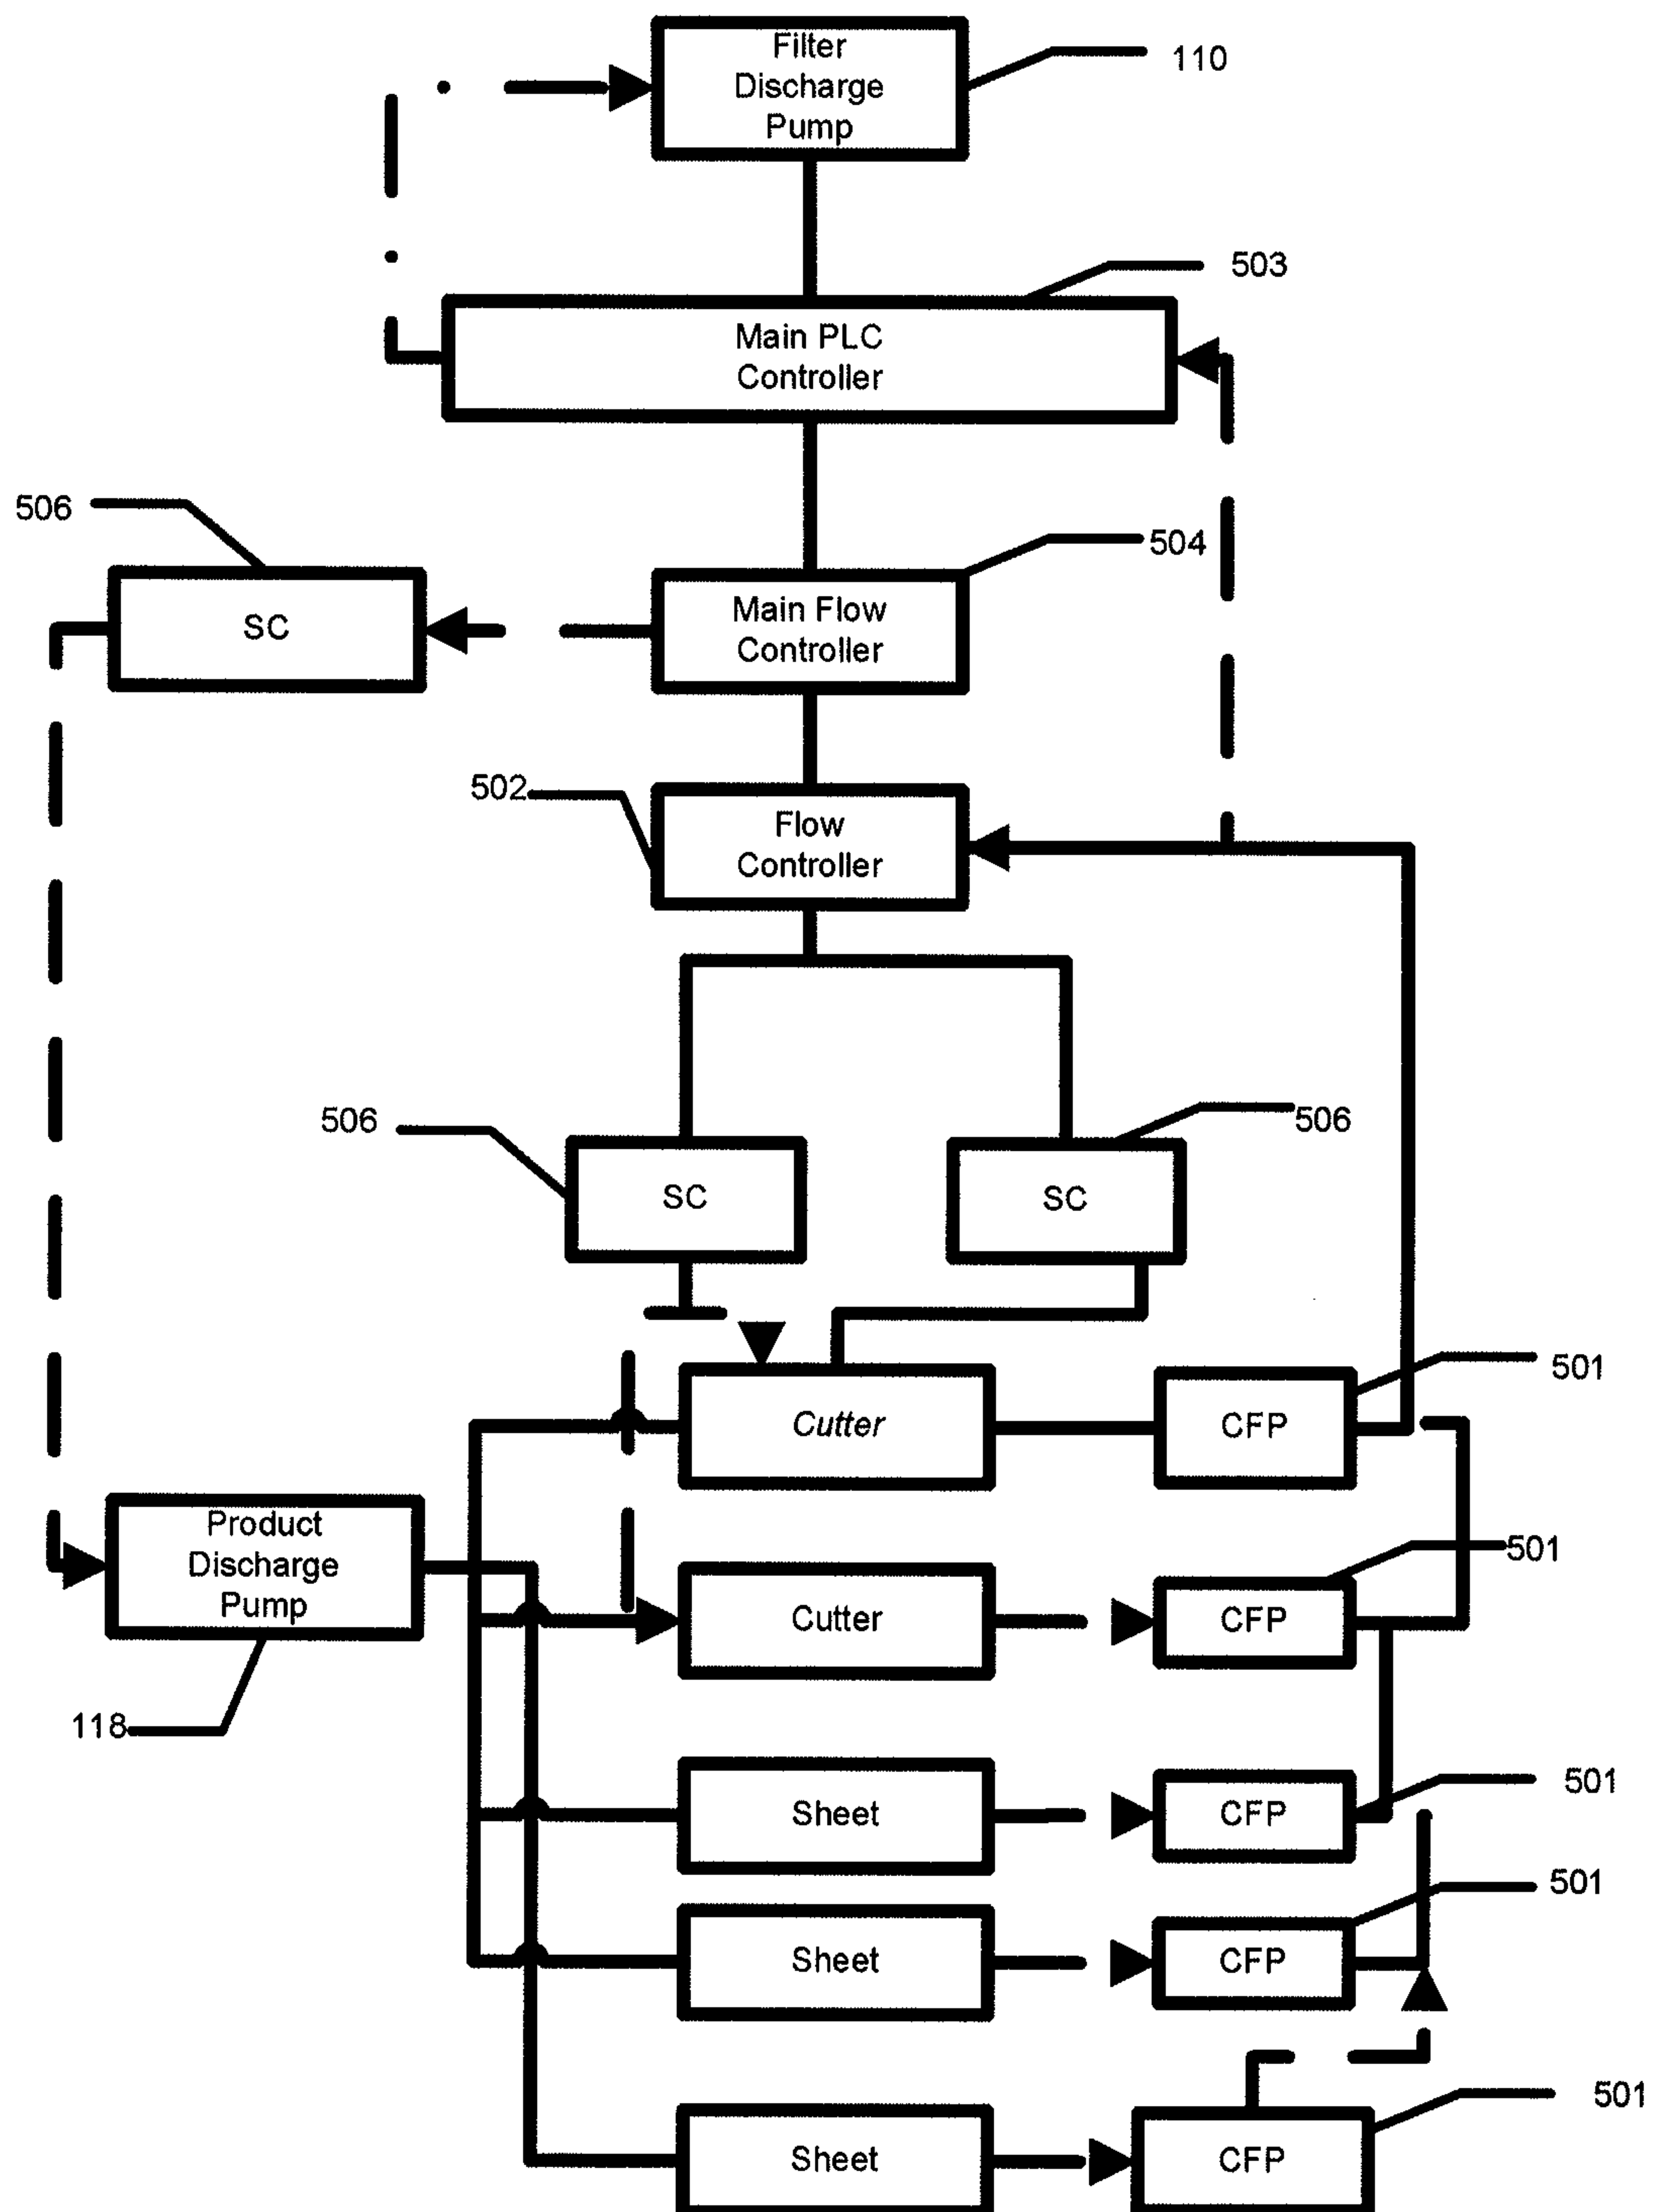 Filter
Discharge
Pump
110
503
Main PLC
Controller
506
504
SC
Main Flow
Controller
502
Flow
Controller
506
506
SC
SC
501
Cutter
CFP
Product
Discharge
Pump
501
Cutter
CFP
118
501
Sheet
CFP
501
Sheet
CFP
501
Sheet
CFP